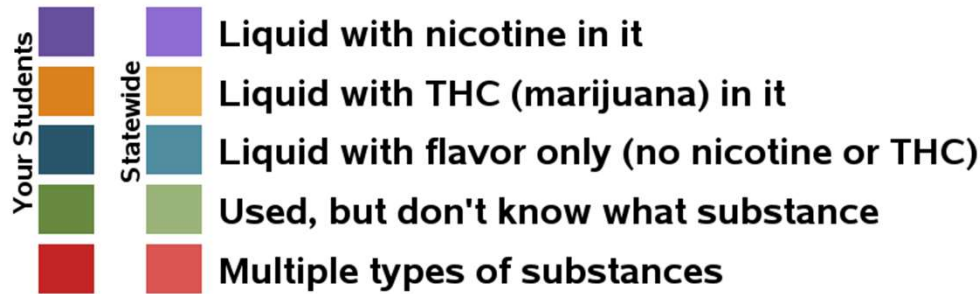 Your Students
Statewide
Liquid with nicotine in it
Liquid with THC (marijuana) in it
Liquid with flavor only (no nicotine or THC)
Used, but don't know what substance
Multiple types of substances